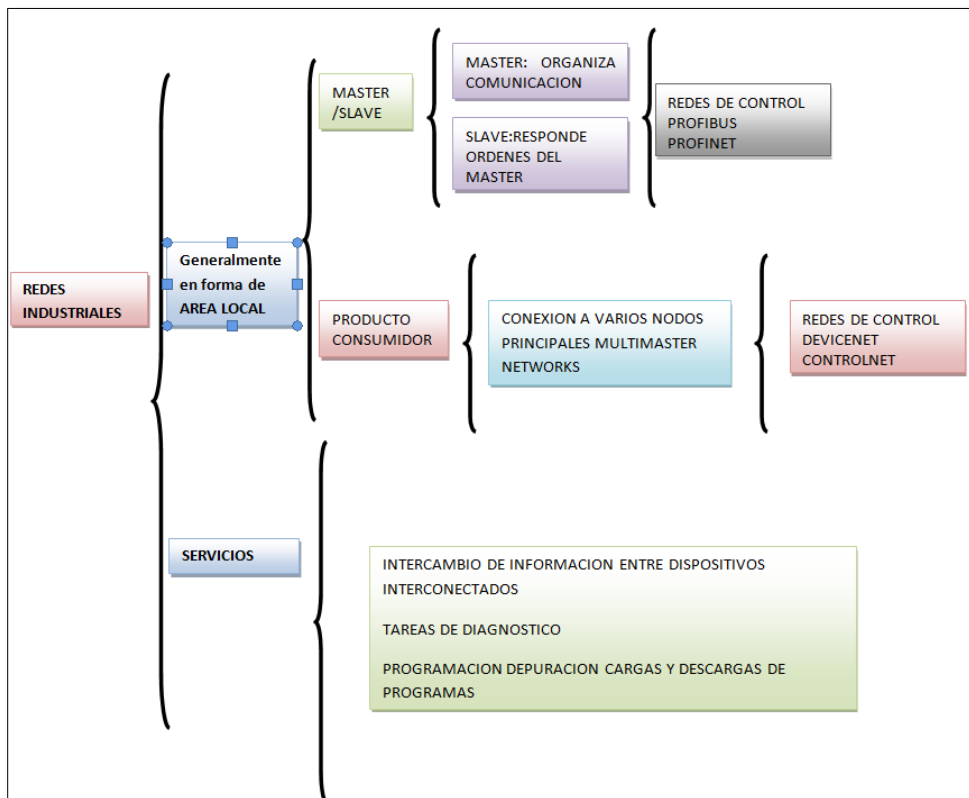 REDES
INDUSTRIALES
Generalmente
en forma de
AREA LOCAL
MASTER
/SLAVE
MASTER: ORGANIZA
COMUNICACION
SLAVE:RESPONDE
ORDENES DEL
MASTER
REDES DE CONTROL
PROFIBUS
PROFINET
PRODUCTO
CONSUMIDOR
CONEXION A VARIOS NODOS
PRINCIPALES MULTIMASTER
NETWORKS
REDES DE CONTROL
DEVICENET
CONTROLNET
SERVICIOS
INTERCAMBIO DE INFORMACION ENTRE DISPOSITIVOS
INTERCONECTADOS
TAREAS DE DIAGNOSTICO
PROGRAMACION DEPURACION CARGAS Y DESCARGAS DE
PROGRAMAS